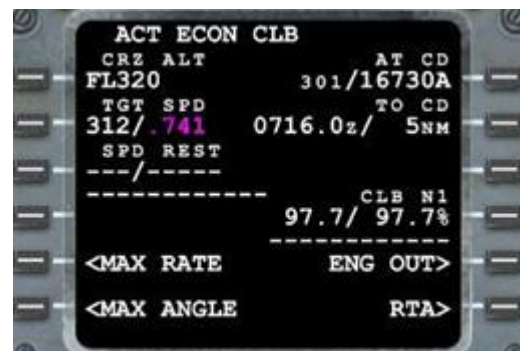 ACT ECON CLB
CRZ ALT AT CD
FL320 301/16730A
TGT SPD TO CD
312/.741 0716.0z/ 5NM
SPD REST
---/-----
------------ CLB N1
97.7/ 97.7%
------------
<MAX RATE ENG OUT>
<MAX ANGLE RTA>